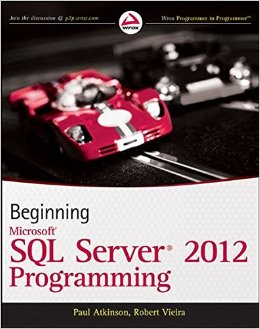 Join the discussion @ p2p.wrox.com
Wrox Programmer to Programmer™
wrox
Beginning
Microsoft®
SQL Server® 2012
Programming
Paul Atkinson, Robert Vieira